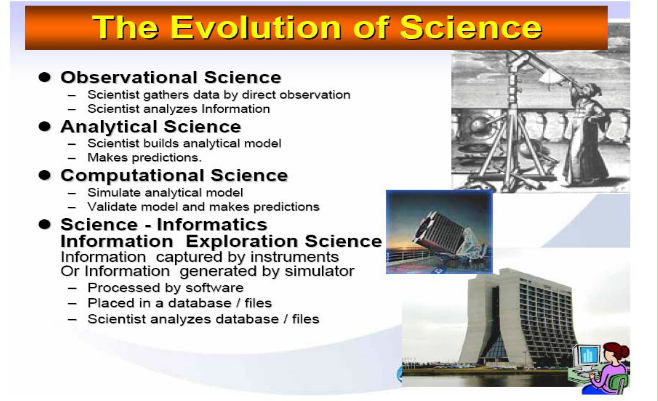 The Evolution of Science
● Observational Science
– Scientist gathers data by direct observation
– Scientist analyzes Information
● Analytical Science
– Scientist builds analytical model
– Makes predictions.
● Computational Science
– Simulate analytical model
– Validate model and makes predictions
● Science - Informatics
Information Exploration Science
Information captured by instruments
Or Information generated by simulator
– Processed by software
– Placed in a database / files
– Scientist analyzes database / files